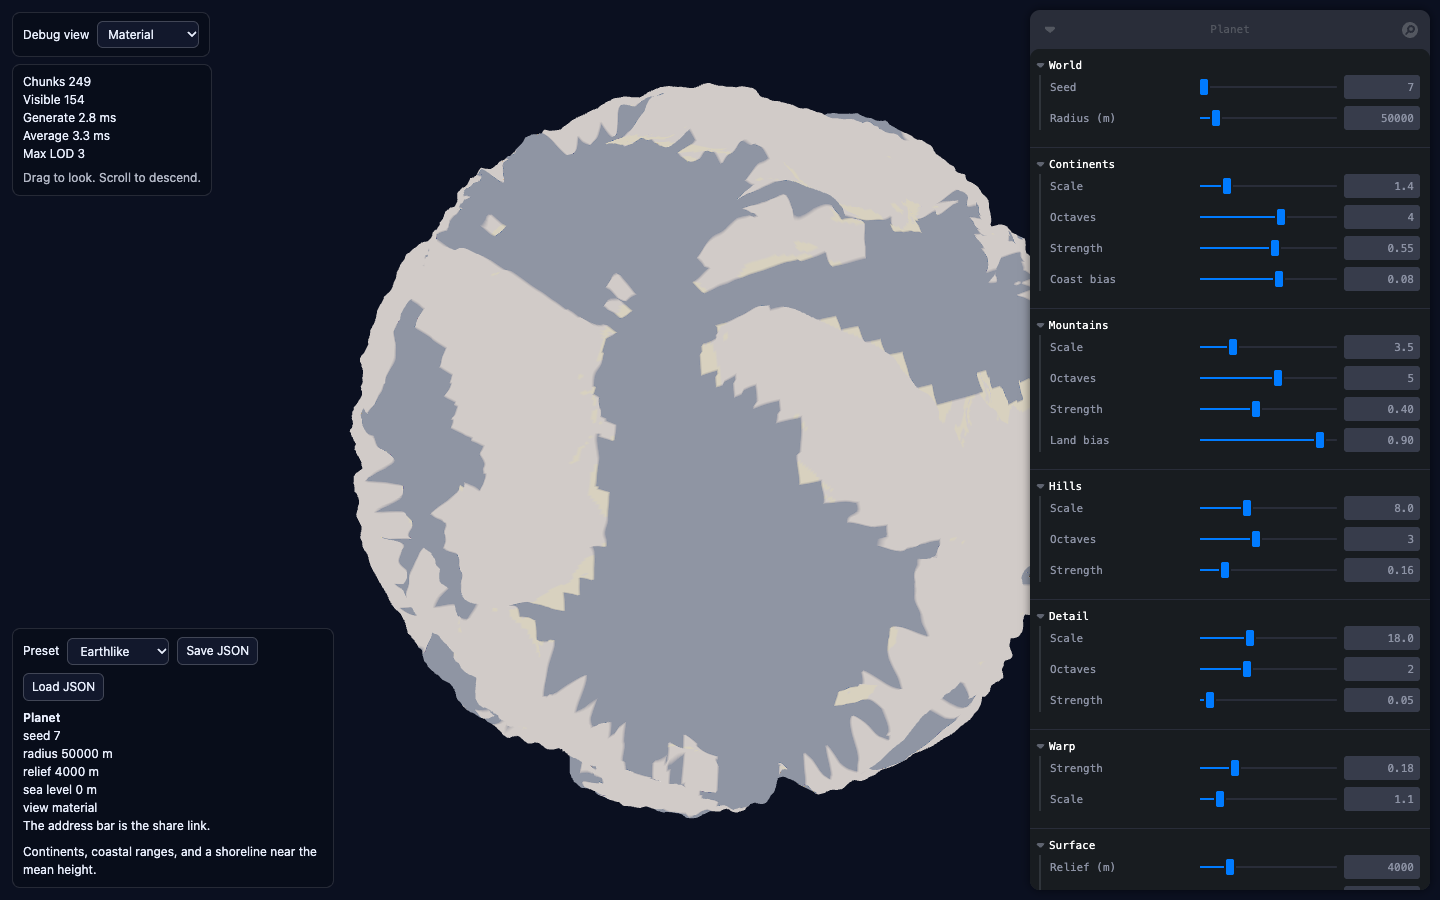 Debug view Material
Chunks 249
Visible 154
Generate 2.8 ms
Average 3.3 ms
Max LOD 3
Drag to look. Scroll to descend.
Preset Earthlike Save JSON
Load JSON
Planet
seed 7
radius 50000 m
relief 4000 m
sea level 0 m
view material
The address bar is the share link.
Continents, coastal ranges, and a shoreline near the
mean height.
Planet
World
Seed 7
Radius (m) 50000
Continents
Scale 1.4
Octaves 4
Strength 0.55
Coast bias 0.08
Mountains
Scale 3.5
Octaves 5
Strength 0.40
Land bias 0.90
Hills
Scale 8.0
Octaves 3
Strength 0.16
Detail
Scale 18.0
Octaves 2
Strength 0.05
Warp
Strength 0.18
Scale 1.1
Surface
Relief (m) 4000